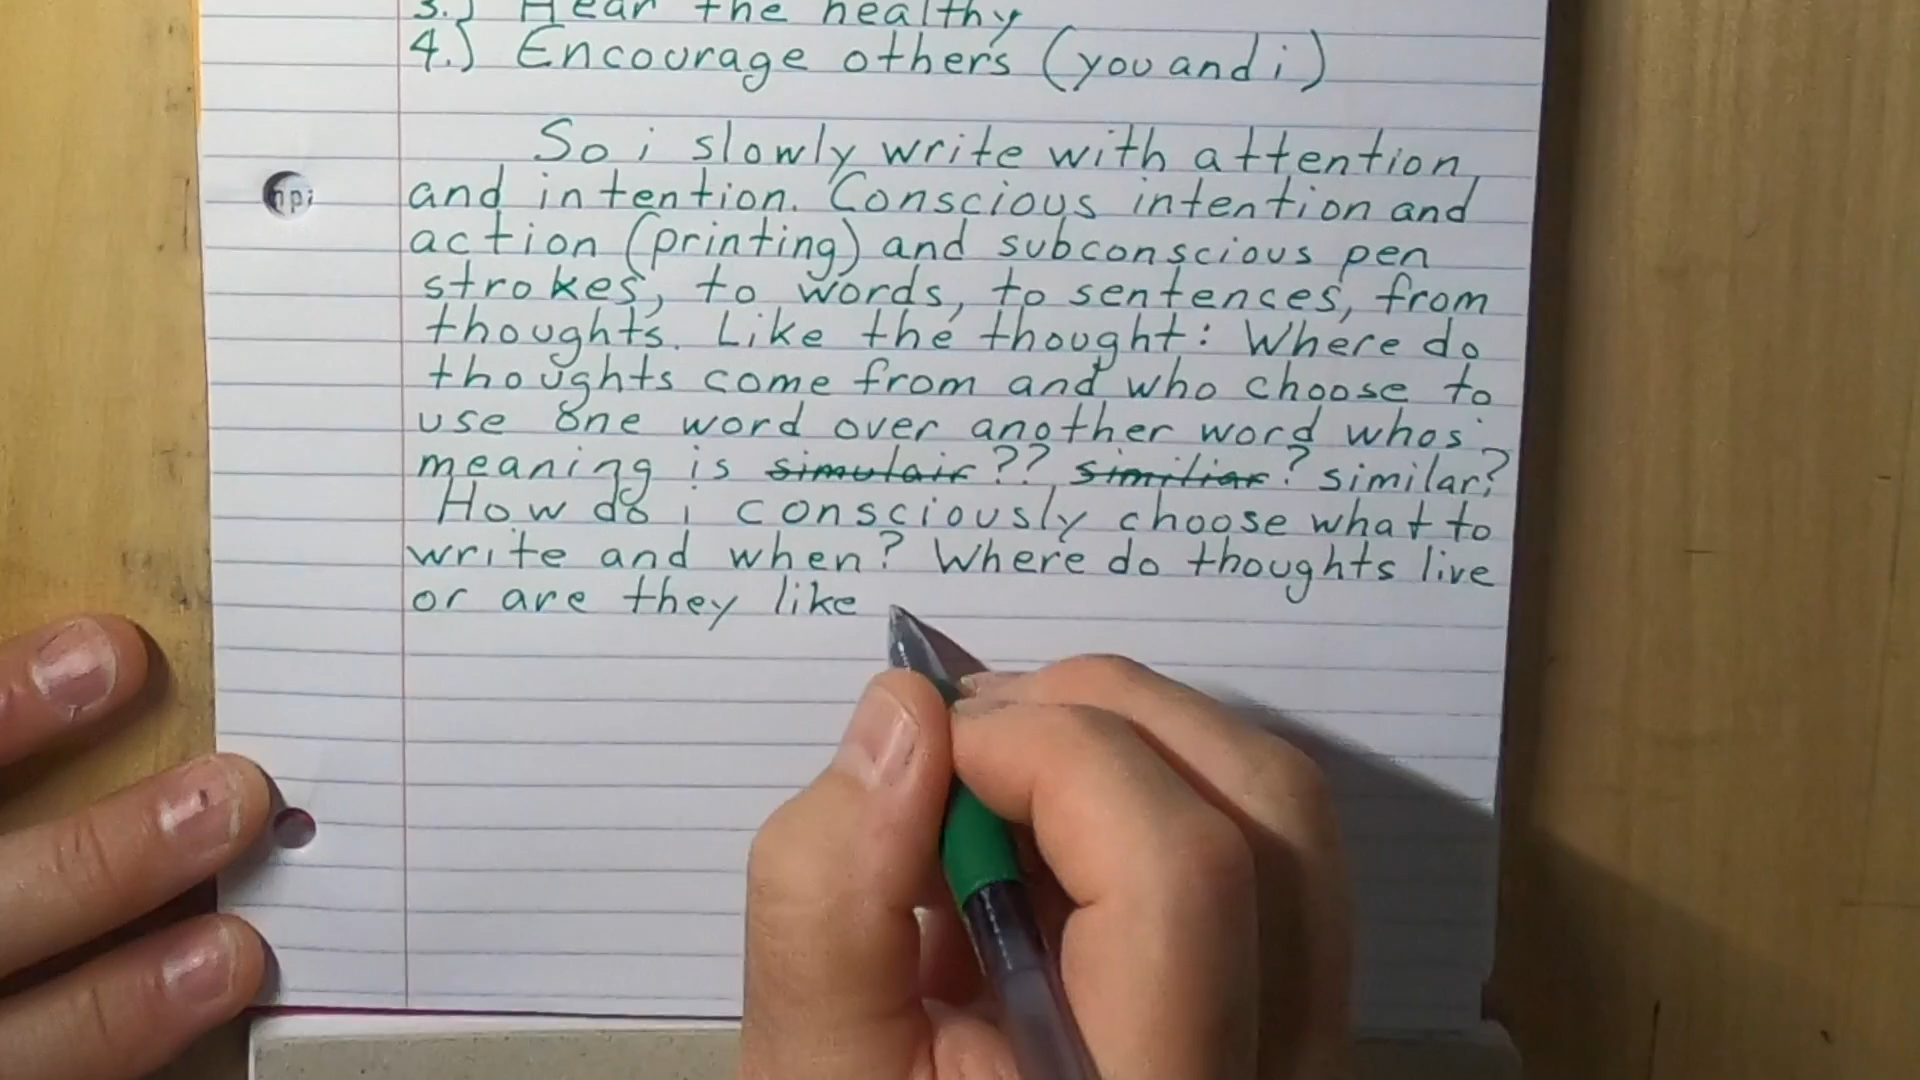 3.) Hear the healthy
4.) Encourage others (you and i)
So i slowly write with attention
and intention. Conscious intention and
action (printing) and subconscious pen
strokes, to words, to sentences, from
thoughts. Like the thought: Where do
thoughts come from and who choose to
use one word over another word whos
meaning is simulair?? similiar? similar?
How do i consciously choose what to
write and when? Where do thoughts live
or are they like